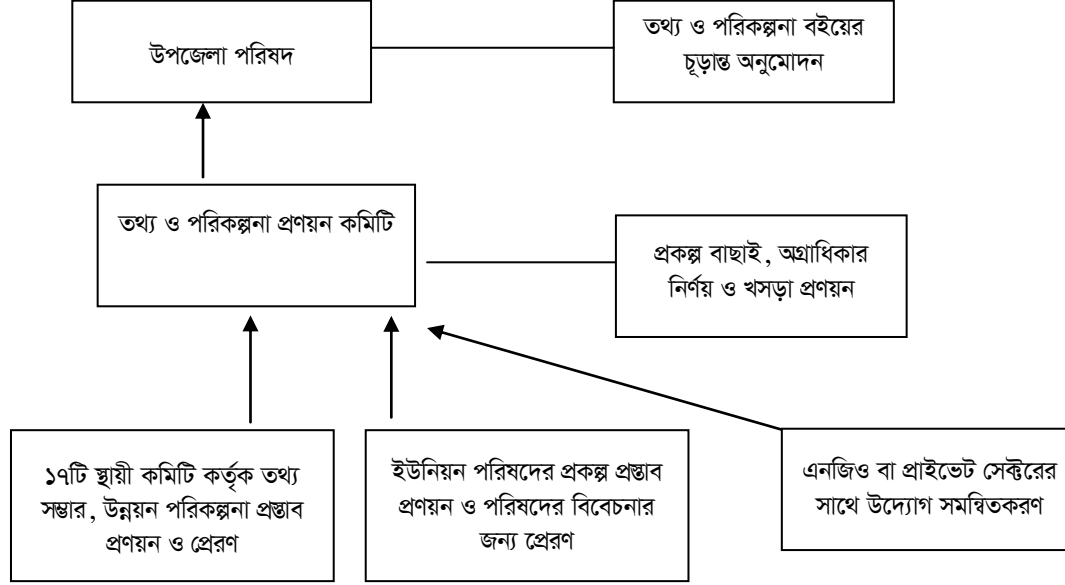 উপজেলা পরিষদ
তথ্য ও পরিকল্পনা বইয়ের
চূড়ান্ত অনুমোদন
তথ্য ও পরিকল্পনা প্রণয়ন কমিটি
প্রকল্প বাছাই, অগ্রাধিকার
নির্ণয় ও খসড়া প্রণয়ন
১৭টি স্থায়ী কমিটি কর্তৃক তথ্য
সম্ভার, উন্নয়ন পরিকল্পনা প্রস্তাব
প্রণয়ন ও প্রেরণ
ইউনিয়ন পরিষদের প্রকল্প প্রস্তাব
প্রণয়ন ও পরিষদের বিবেচনার
জন্য প্রেরণ
এনজিও বা প্রাইভেট সেক্টরের
সাথে উদ্যোগ সমন্বিতকরণ